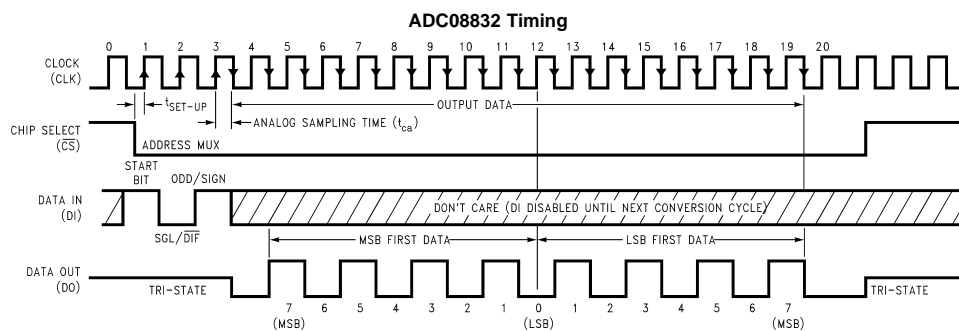 ADC08832 Timing
0 1 2 3 4 5 6 7 8 9 10 11 12 13 14 15 16 17 18 19 20
CLOCK
(CLK)
tSET-UP
OUTPUT DATA
ANALOG SAMPLING TIME (tca)
CHIP SELECT
(CS)
ADDRESS MUX
START
BIT
ODD/SIGN
DATA IN
(DI)
DON'T CARE (DI DISABLED UNTIL NEXT CONVERSION CYCLE)
SGL/DIF
MSB FIRST DATA
LSB FIRST DATA
DATA OUT
(DO)
TRI-STATE
TRI-STATE
7 6 5 4 3 2 1 0 1 2 3 4 5 6 7
(MSB) (LSB) (MSB)